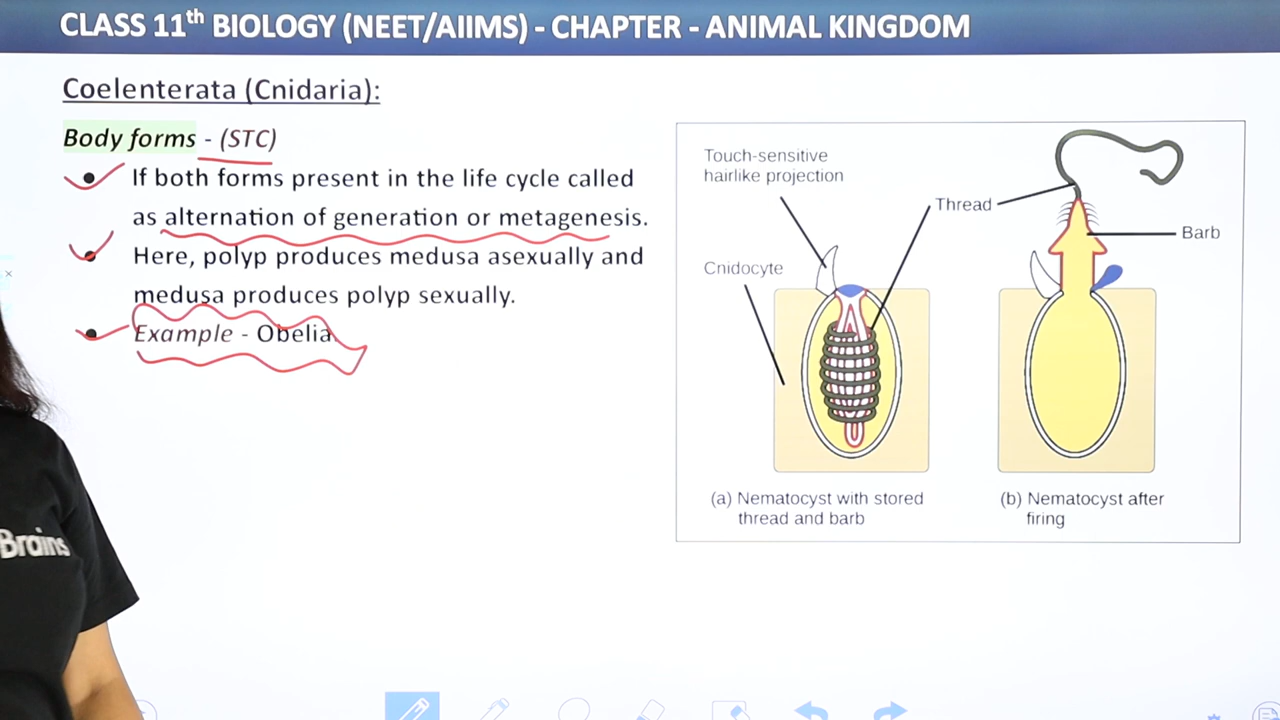 CLASS 11th BIOLOGY (NEET/AIIMS) - CHAPTER - ANIMAL KINGDOM
Coelenterata (Cnidaria):
Body forms - (STC)
• If both forms present in the life cycle called
as alternation of generation or metagenesis.
• Here, polyp produces medusa asexually and
medusa produces polyp sexually.
• Example - Obelia
Touch-sensitive
hairlike projection
Thread
Barb
Cnidocyte
(a) Nematocyst with stored
thread and barb
(b) Nematocyst after
firing
Brains